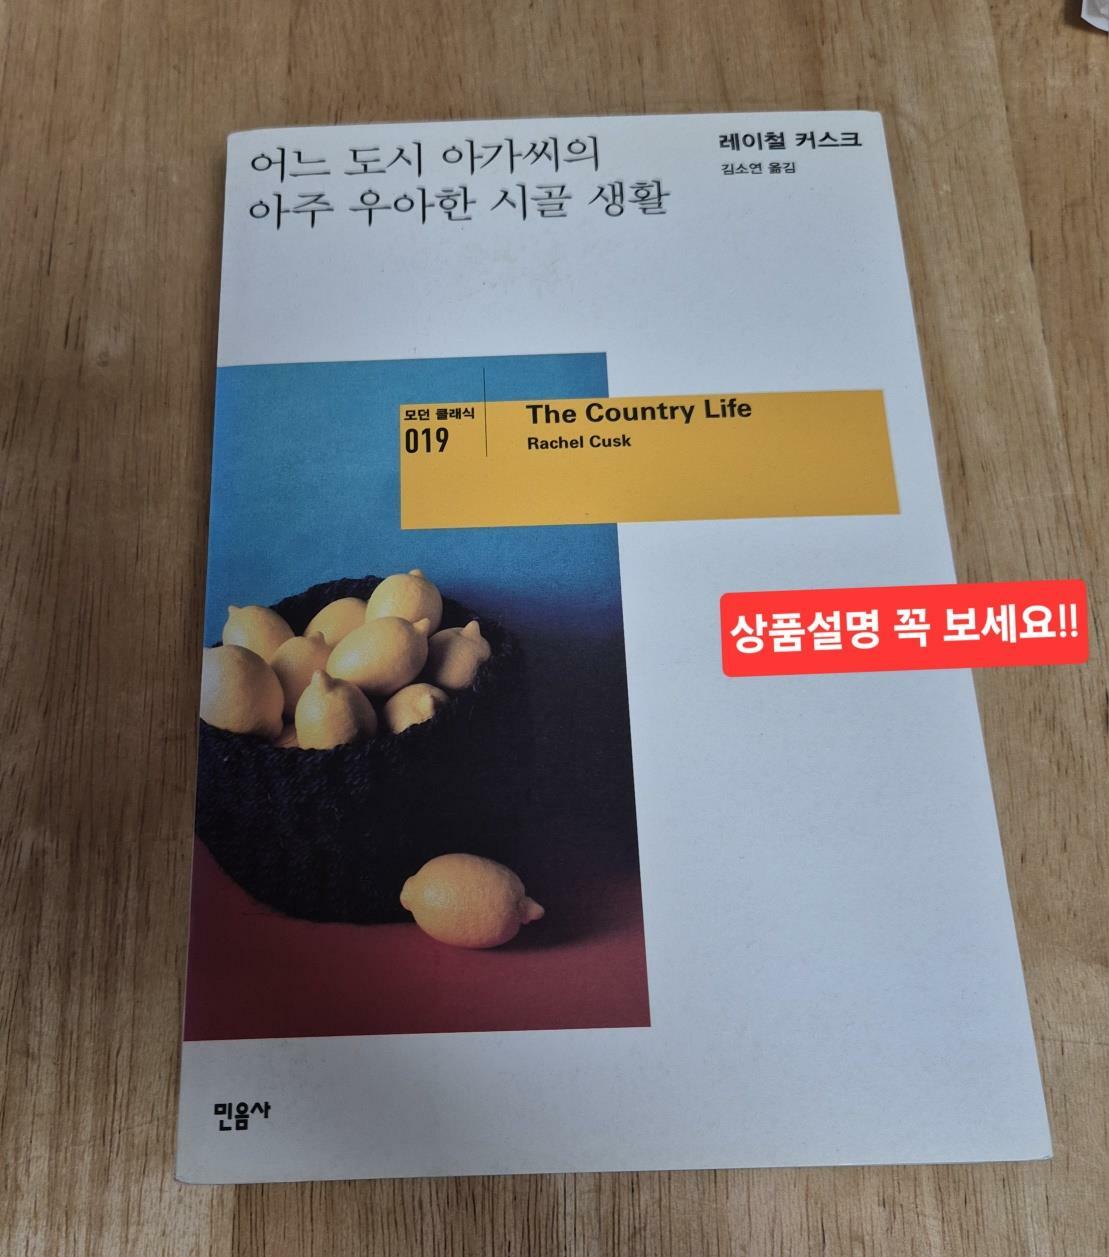 어느 도시 아가씨의
아주 우아한 시골 생활
레이철 커스크
김소연 옮김
모던 클래식
019
The Country Life
Rachel Cusk
상품설명 꼭 보세요!!
민음사